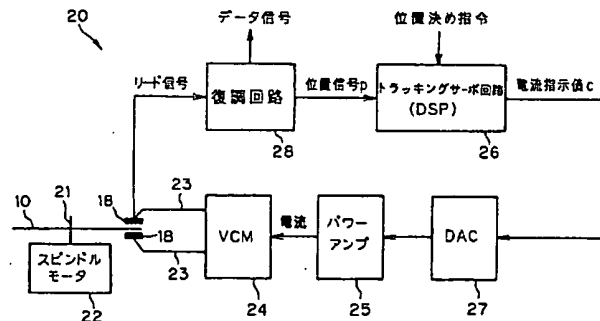 20
データ信号
位置決め指令
リード信号
復調回路
位置信号p
トラッキングサーボ回路
(DSP)
電流指示値c
28
26
10
21
18
18
23
23
VCM
電流
パワー
アンプ
DAC
スピンドル
モータ
22
24
25
27